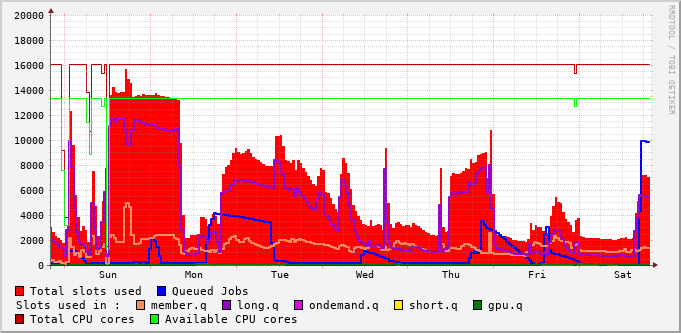 20000
18000
16000
14000
12000
10000
8000
6000
4000
2000
0
Sun Mon Tue Wed Thu Fri Sat
RRDTOOL / TOBI OETIKER
Total slots used Queued Jobs
Slots used in : member.q long.q ondemand.q short.q gpu.q
Total CPU cores Available CPU cores